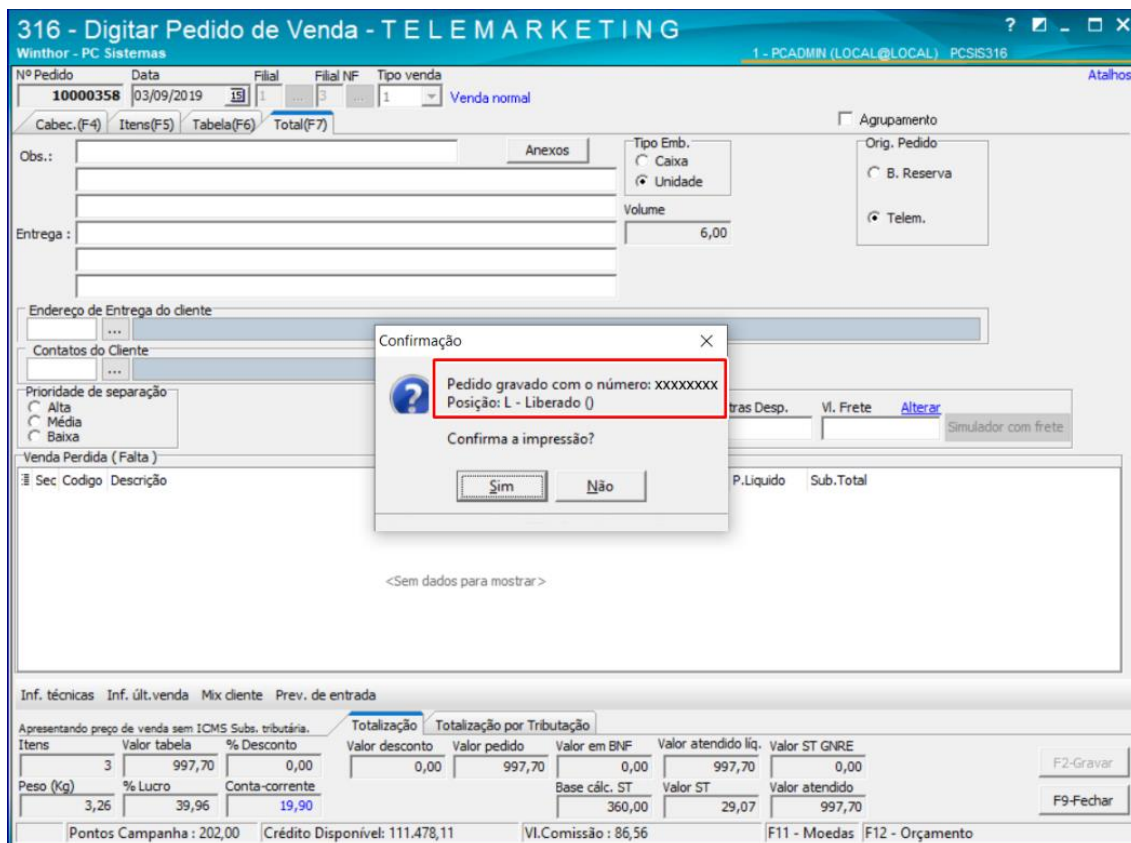 316 - Digitar Pedido de Venda - T E L E M A R K E T I N G
Winthor - PC Sistemas
1 - PCADMIN (LOCAL@LOCAL) PCSIS316
Nº Pedido Data Filial Filial NF Tipo venda Atalhos
10000358 03/09/2019 15 1 ... 3 ... 1 Venda normal
Cabec.(F4) Itens(F5) Tabela(F6) Total(F7) Agrupamento
Obs.: Anexos Tipo Emb. Orig. Pedido
Caixa B. Reserva
Unidade
Volume Telem.
Entrega : 6,00
Endereço de Entrega do cliente
...
Contatos do Cliente
...
Confirmação
Pedido gravado com o número: xxxxxxxx
Posição: L - Liberado ()
Confirma a impressão?
Sim Não
Prioridade de separação
Alta
Média
Baixa
tras Desp. Vl. Frete Alterar
Simulador com frete
Venda Perdida ( Falta )
Sec Codigo Descrição P.Liquido Sub.Total
<Sem dados para mostrar>
Inf. técnicas Inf. últ.venda Mix cliente Prev. de entrada
Apresentando preço de venda sem ICMS Subs. tributária. Totalização Totalização por Tributação
Itens Valor tabela % Desconto Valor desconto Valor pedido Valor em BNF Valor atendido líq. Valor ST GNRE
3 997,70 0,00 0,00 997,70 0,00 997,70 0,00 F2-Gravar
Peso (Kg) % Lucro Conta-corrente Base cálc. ST Valor ST Valor atendido
3,26 39,96 19,90 360,00 29,07 997,70 F9-Fechar
Pontos Campanha : 202,00 Crédito Disponível: 111.478,11 Vl.Comissão : 86,56 F11 - Moedas F12 - Orçamento